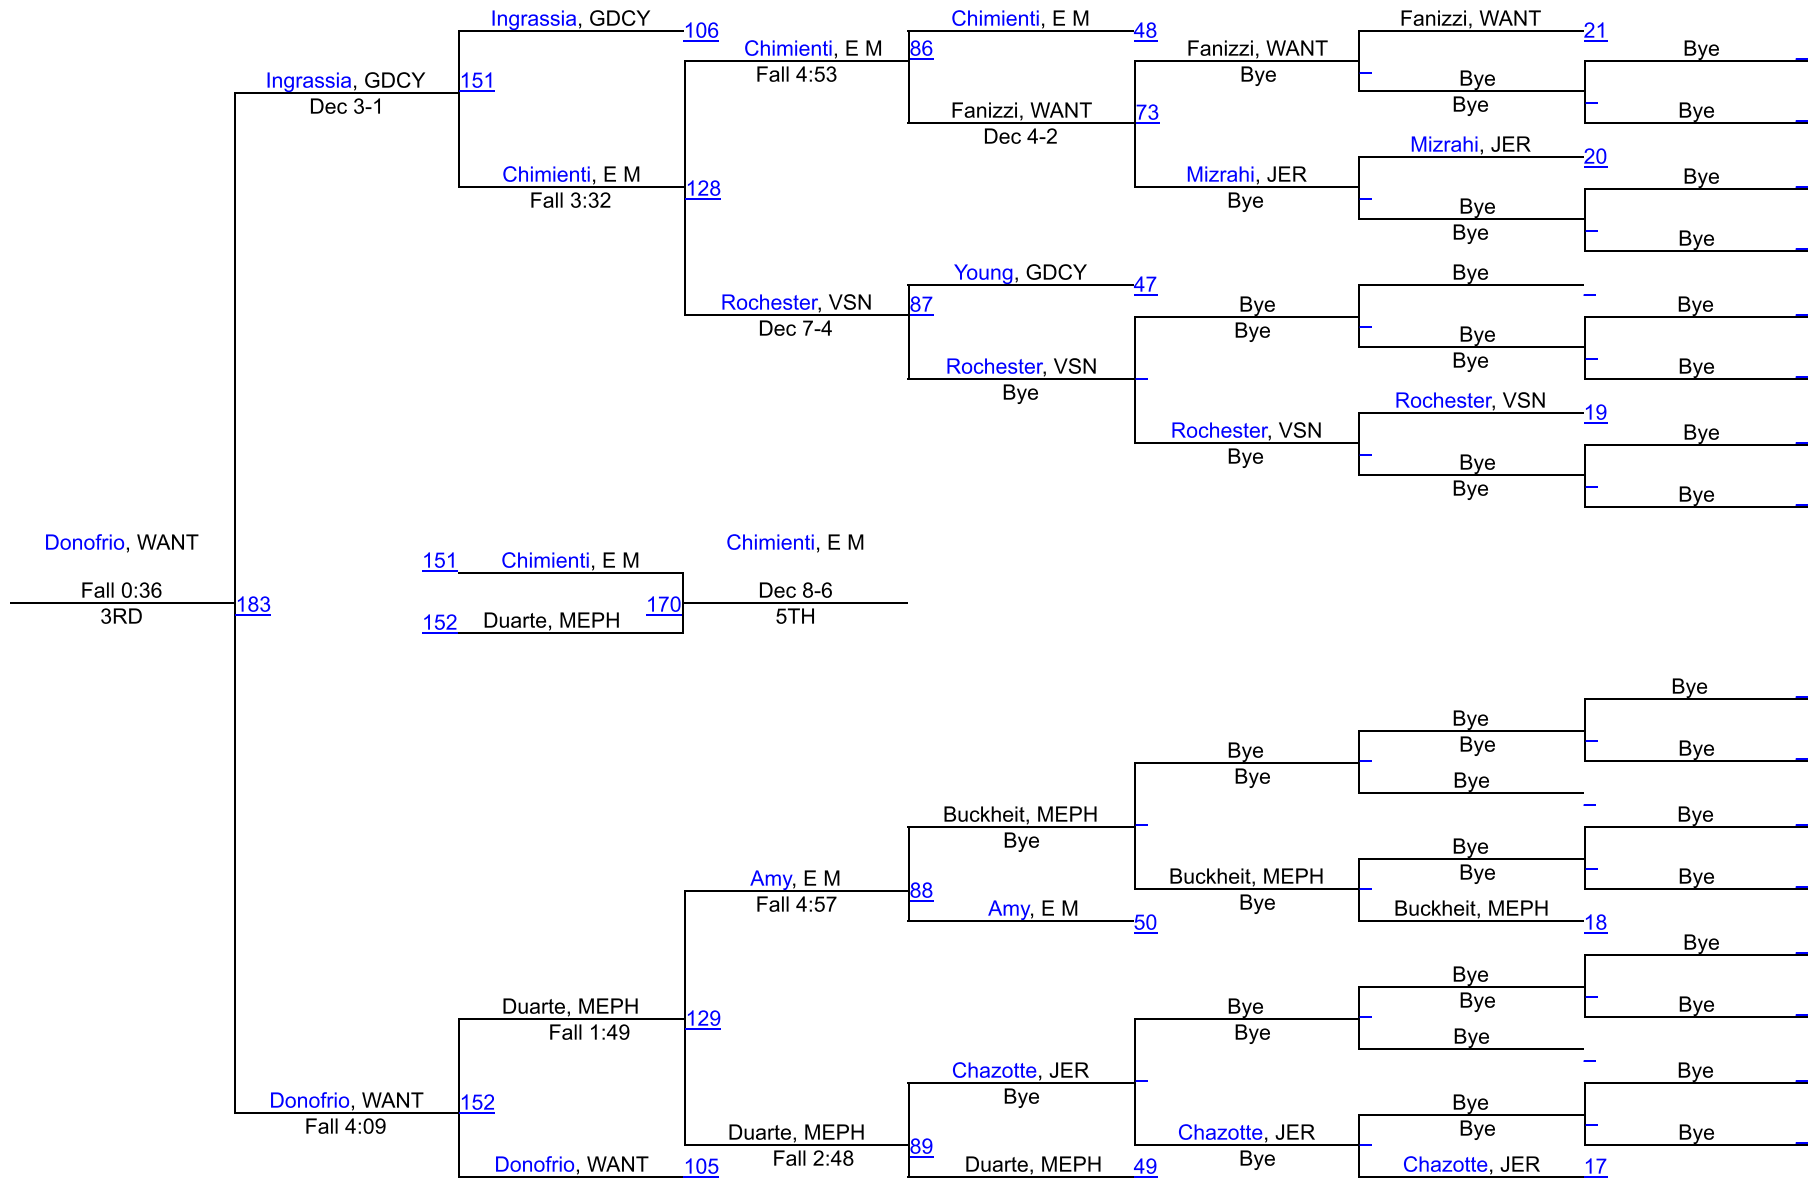 Ingrassia, GDCY
106
Chimienti, E M
48
Fanizzi, WANT
21
Chimienti, E M
86
Fall 4:53
Fanizzi, WANT
Bye
Bye
Ingrassia, GDCY
151
Dec 3-1
Bye
Bye
Fanizzi, WANT
73
Dec 4-2
Bye
Mizrahi, JER
20
Chimienti, E M
128
Fall 3:32
Mizrahi, JER
Bye
Bye
Bye
Bye
Bye
Young, GDCY
47
Bye
Rochester, VSN
87
Dec 7-4
Bye
Bye
Bye
Bye
Bye
Rochester, VSN
Bye
Bye
Rochester, VSN
19
Rochester, VSN
Bye
Bye
Bye
Bye
Bye
Donofrio, WANT
Fall 0:36
3RD
183
151
Chimienti, E M
Chimienti, E M
170
Dec 8-6
5TH
152
Duarte, MEPH
Bye
Bye
Bye
Bye
Bye
Bye
Bye
Buckheit, MEPH
Bye
Bye
Bye
Bye
Amy, E M
88
Fall 4:57
Buckheit, MEPH
Bye
Bye
Amy, E M
50
Buckheit, MEPH
18
Bye
Bye
Bye
Duarte, MEPH
129
Fall 1:49
Bye
Bye
Bye
Bye
Chazotte, JER
Bye
Bye
Donofrio, WANT
152
Fall 4:09
Bye
Bye
Duarte, MEPH
89
Fall 2:48
Chazotte, JER
Bye
Bye
Donofrio, WANT
105
Duarte, MEPH
49
Chazotte, JER
17